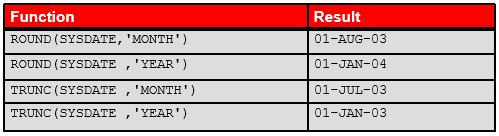 Function Result
ROUND(SYSDATE,'MONTH') 01-AUG-03
ROUND(SYSDATE ,'YEAR') 01-JAN-04
TRUNC(SYSDATE ,'MONTH') 01-JUL-03
TRUNC(SYSDATE ,'YEAR') 01-JAN-03